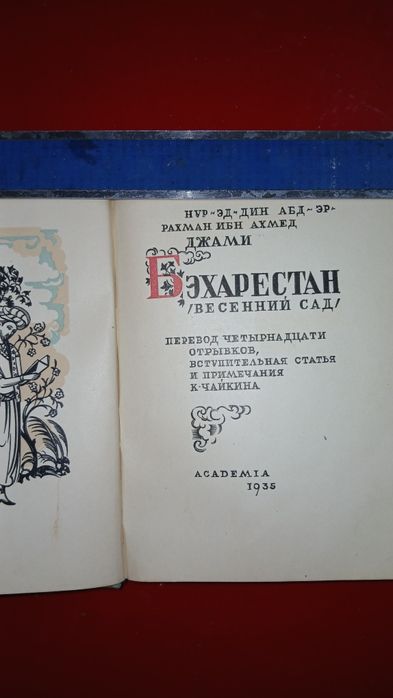 НУР-ЭД-ДИН АБД-ЭР-
РАХМАН ИБН АХМЕД
ДЖАМИ
БЭХАРЕСТАН
/ВЕСЕННИЙ САД/
ПЕРЕВОД ЧЕТЫРНАДЦАТИ
ОТРЫВКОВ,
ВСТУПИТЕЛЬНАЯ СТАТЬЯ
И ПРИМЕЧАНИЯ
К·ЧАЙКИНА
ACADEMIA
1935